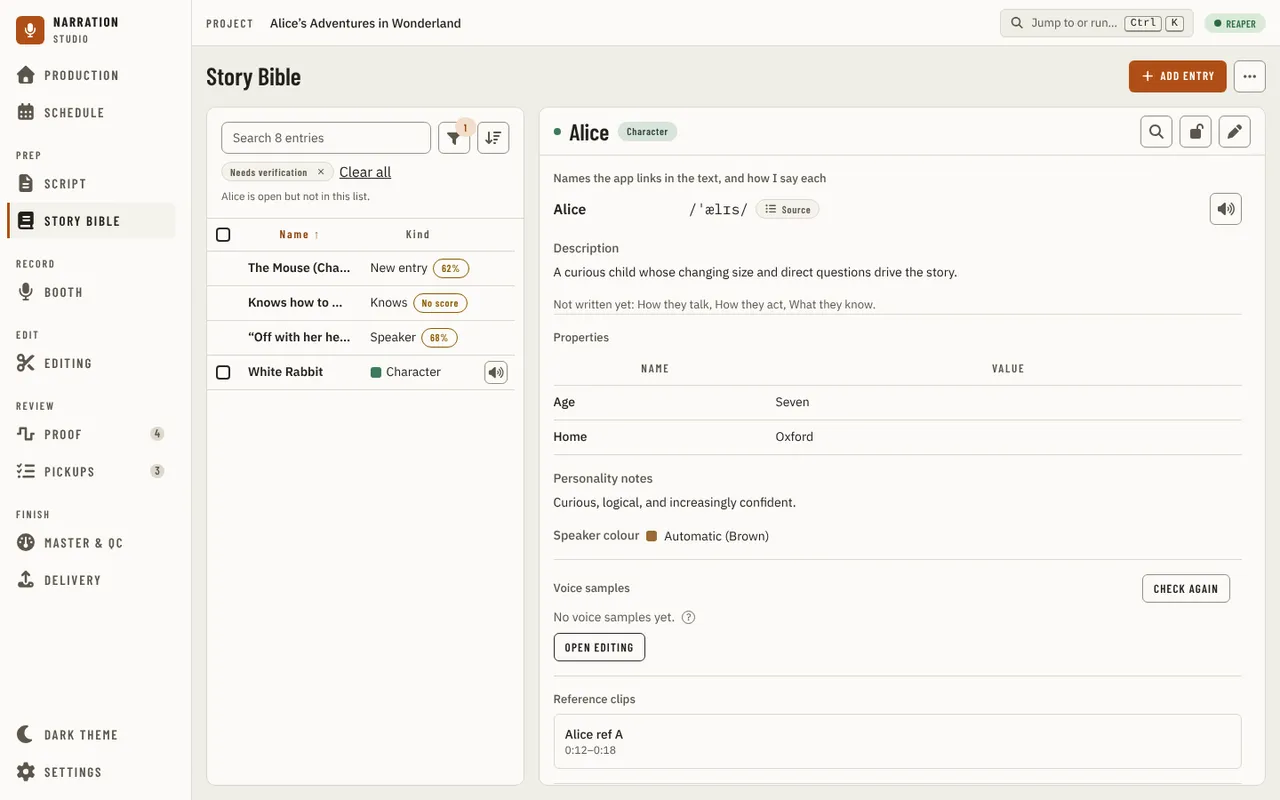 NARRATION
STUDIO
PRODUCTION
SCHEDULE
PREP
SCRIPT
STORY BIBLE
RECORD
BOOTH
EDIT
EDITING
REVIEW
PROOF 4
PICKUPS 3
FINISH
MASTER & QC
DELIVERY
DARK THEME
SETTINGS
PROJECT Alice's Adventures in Wonderland
Jump to or run... Ctrl K
REAPER
Story Bible
+ ADD ENTRY
Search 8 entries
1
Needs verification ×
Clear all
Alice is open but not in this list.
Name ↑ Kind
The Mouse (Cha... New entry 62%
Knows how to ... Knows No score
“Off with her he... Speaker 68%
White Rabbit Character
Alice Character
Names the app links in the text, and how I say each
Alice /ˈælɪs/ Source
Description
A curious child whose changing size and direct questions drive the story.
Not written yet: How they talk, How they act, What they know.
Properties
NAME VALUE
Age Seven
Home Oxford
Personality notes
Curious, logical, and increasingly confident.
Speaker colour Automatic (Brown)
Voice samples
CHECK AGAIN
No voice samples yet. ?
OPEN EDITING
Reference clips
Alice ref A
0:12–0:18